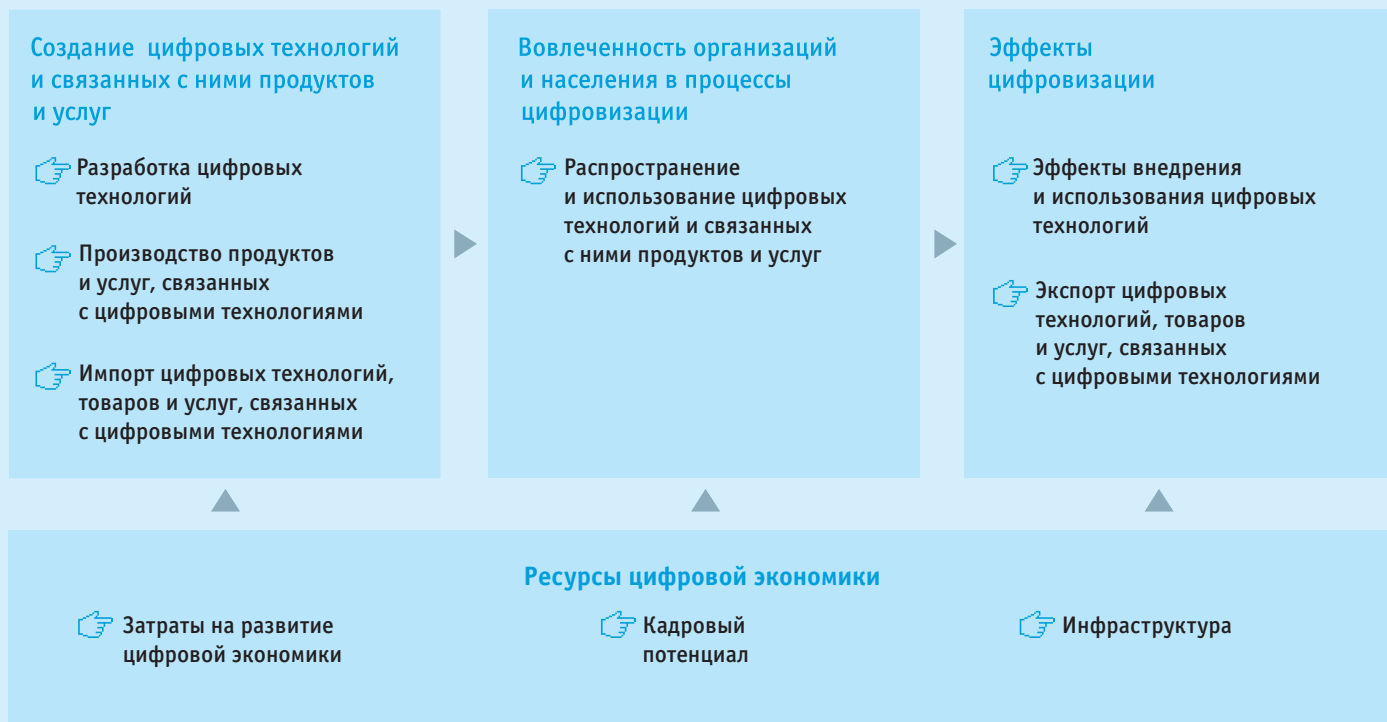 Создание цифровых технологий
и связанных с ними продуктов
и услуг
Разработка цифровых
технологий
Производство продуктов
и услуг, связанных
с цифровыми технологиями
Импорт цифровых технологий,
товаров и услуг, связанных
с цифровыми технологиями
Вовлеченность организаций
и населения в процессы
цифровизации
Распространение
и использование цифровых
технологий и связанных
с ними продуктов и услуг
Эффекты
цифровизации
Эффекты внедрения
и использования цифровых
технологий
Экспорт цифровых
технологий, товаров
и услуг, связанных
с цифровыми технологиями
Ресурсы цифровой экономики
Затраты на развитие
цифровой экономики
Кадровый
потенциал
Инфраструктура